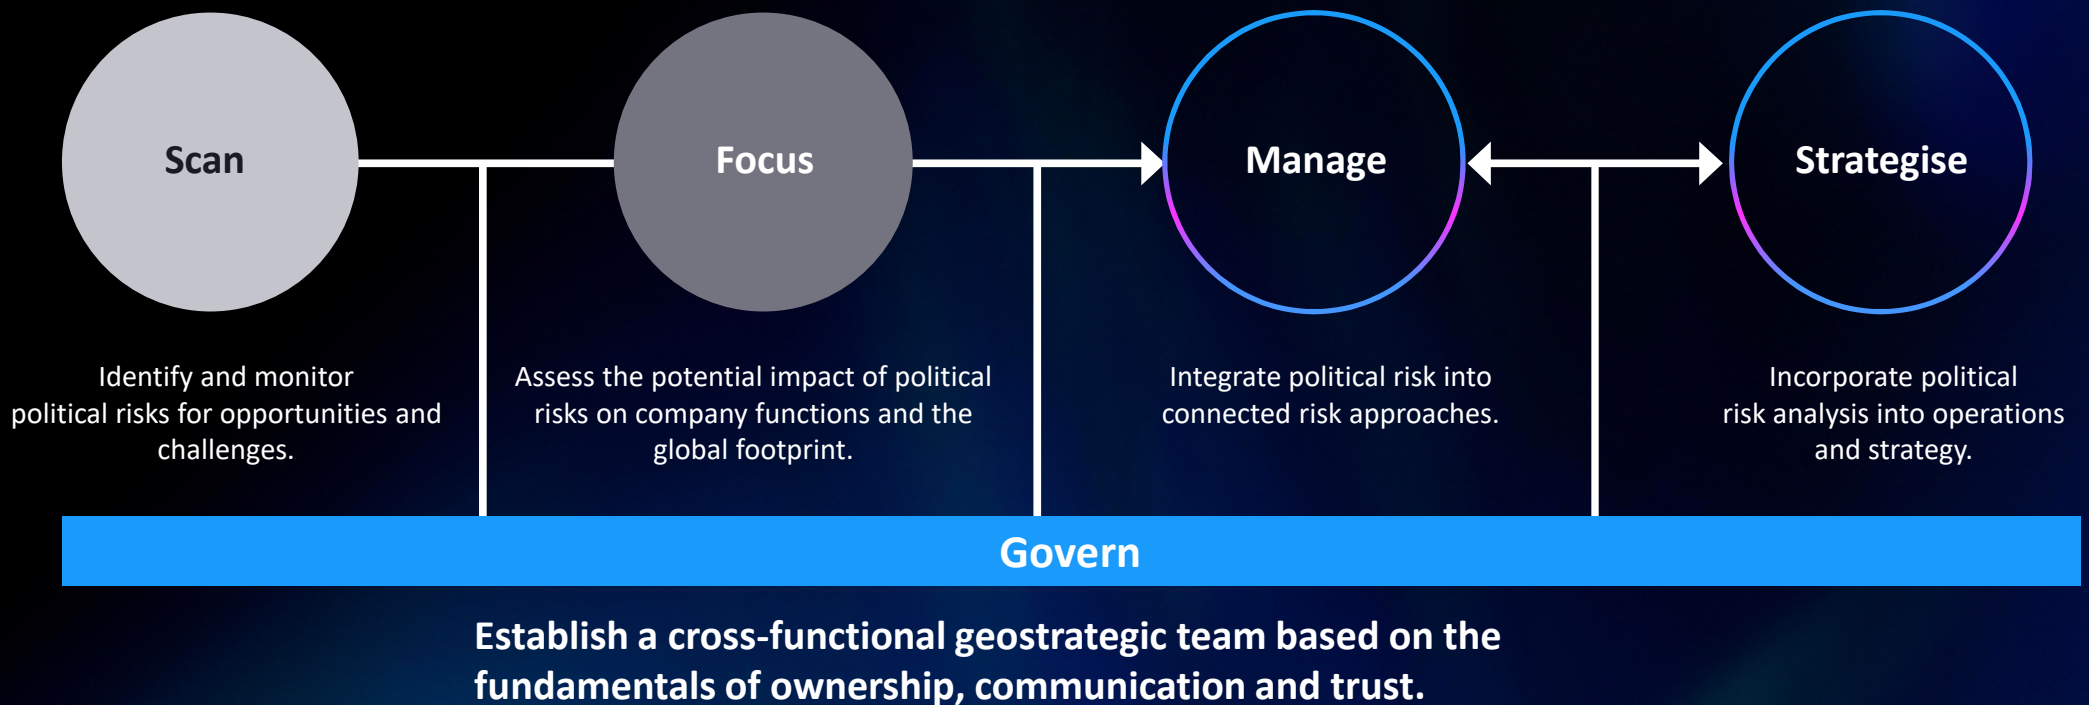 Scan
Focus
Manage
Strategise
Identify and monitor
political risks for opportunities and
challenges.
Assess the potential impact of political
risks on company functions and the
global footprint.
Integrate political risk into
connected risk approaches.
Incorporate political
risk analysis into operations
and strategy.
Govern
Establish a cross-functional geostrategic team based on the
fundamentals of ownership, communication and trust.